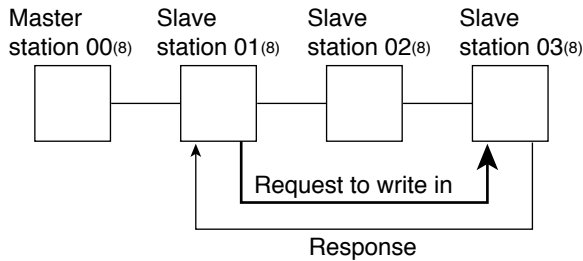 Master
station 00(8)
Slave
station 01(8)
Slave
station 02(8)
Slave
station 03(8)
Request to write in
Response